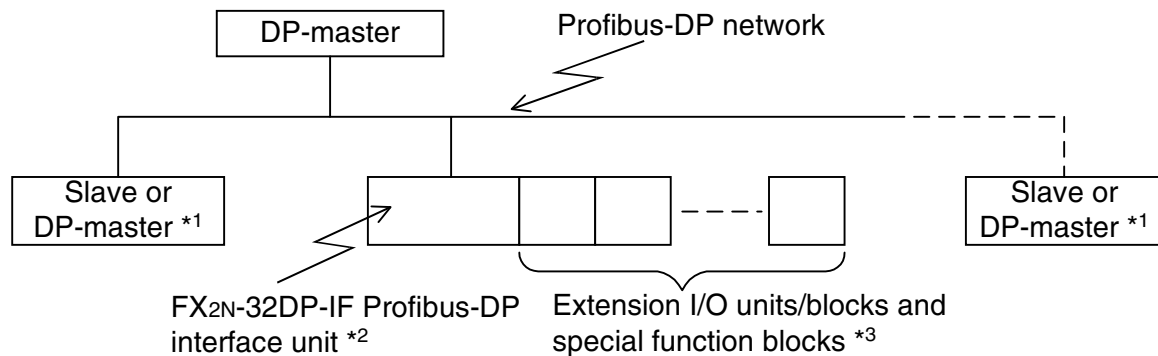 DP-master
Profibus-DP network
Slave or
DP-master *1
Slave or
DP-master *1
FX2N-32DP-IF Profibus-DP
interface unit *2
Extension I/O units/blocks and
special function blocks *3